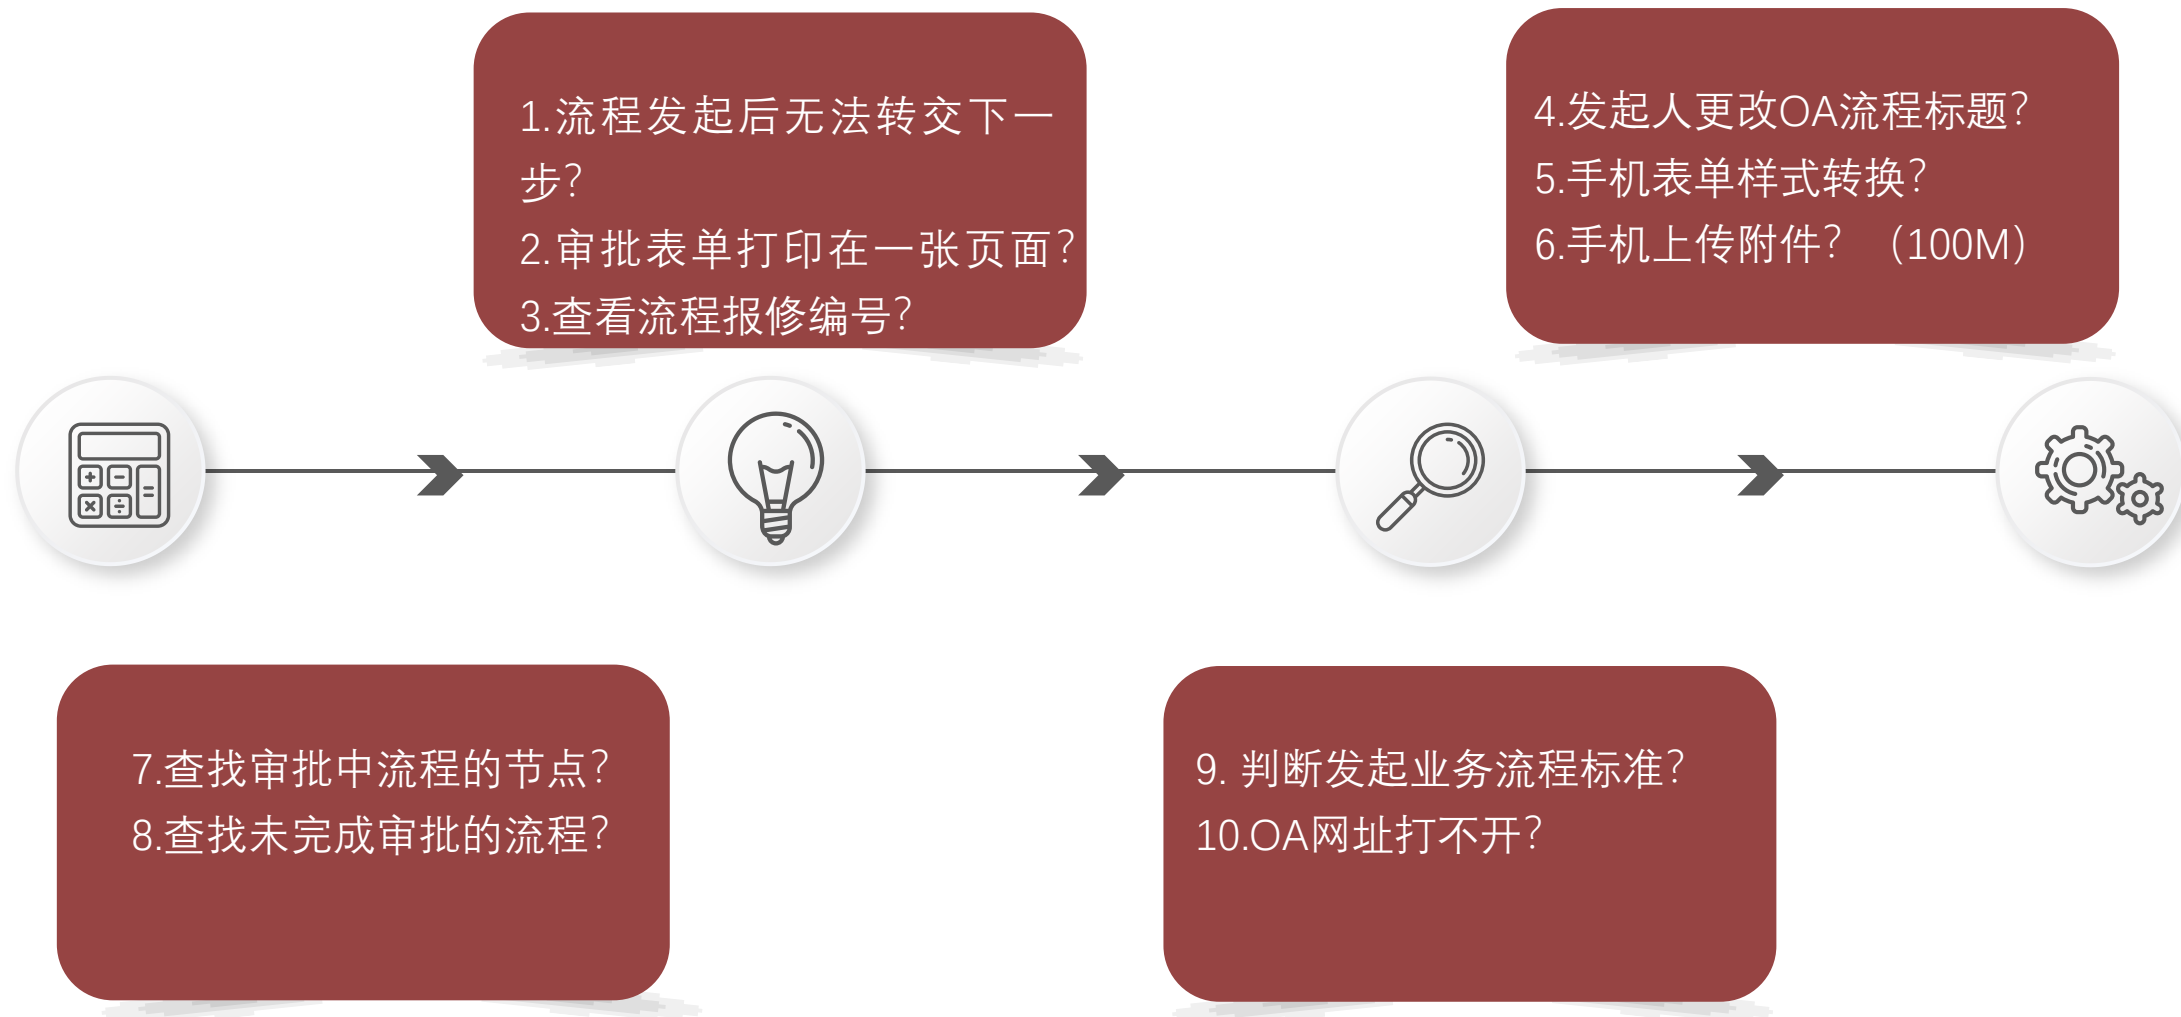 1.流程发起后无法转交下一
步？
2.审批表单打印在一张页面？
3.查看流程报修编号？
4.发起人更改OA流程标题？
5.手机表单样式转换？
6.手机上传附件？（100M）
7.查找审批中流程的节点？
8.查找未完成审批的流程？
9. 判断发起业务流程标准？
10.OA网址打不开？